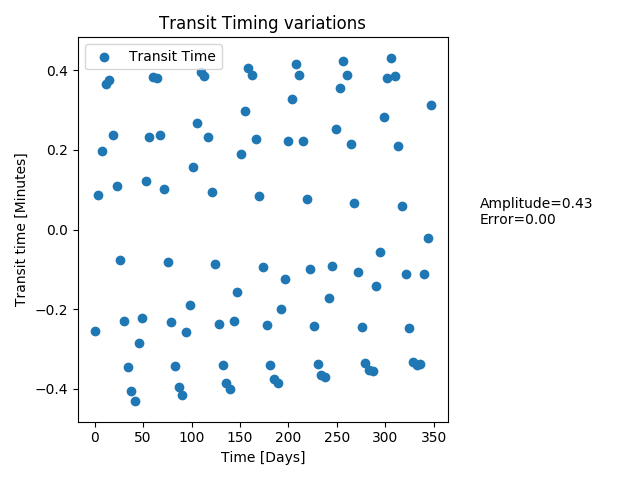 Transit Timing variations
Transit Time
0.4
0.2
0.0
−0.2
−0.4
Transit time [Minutes]
0
50
100
150
200
250
300
350
Time [Days]
Amplitude=0.43
Error=0.00